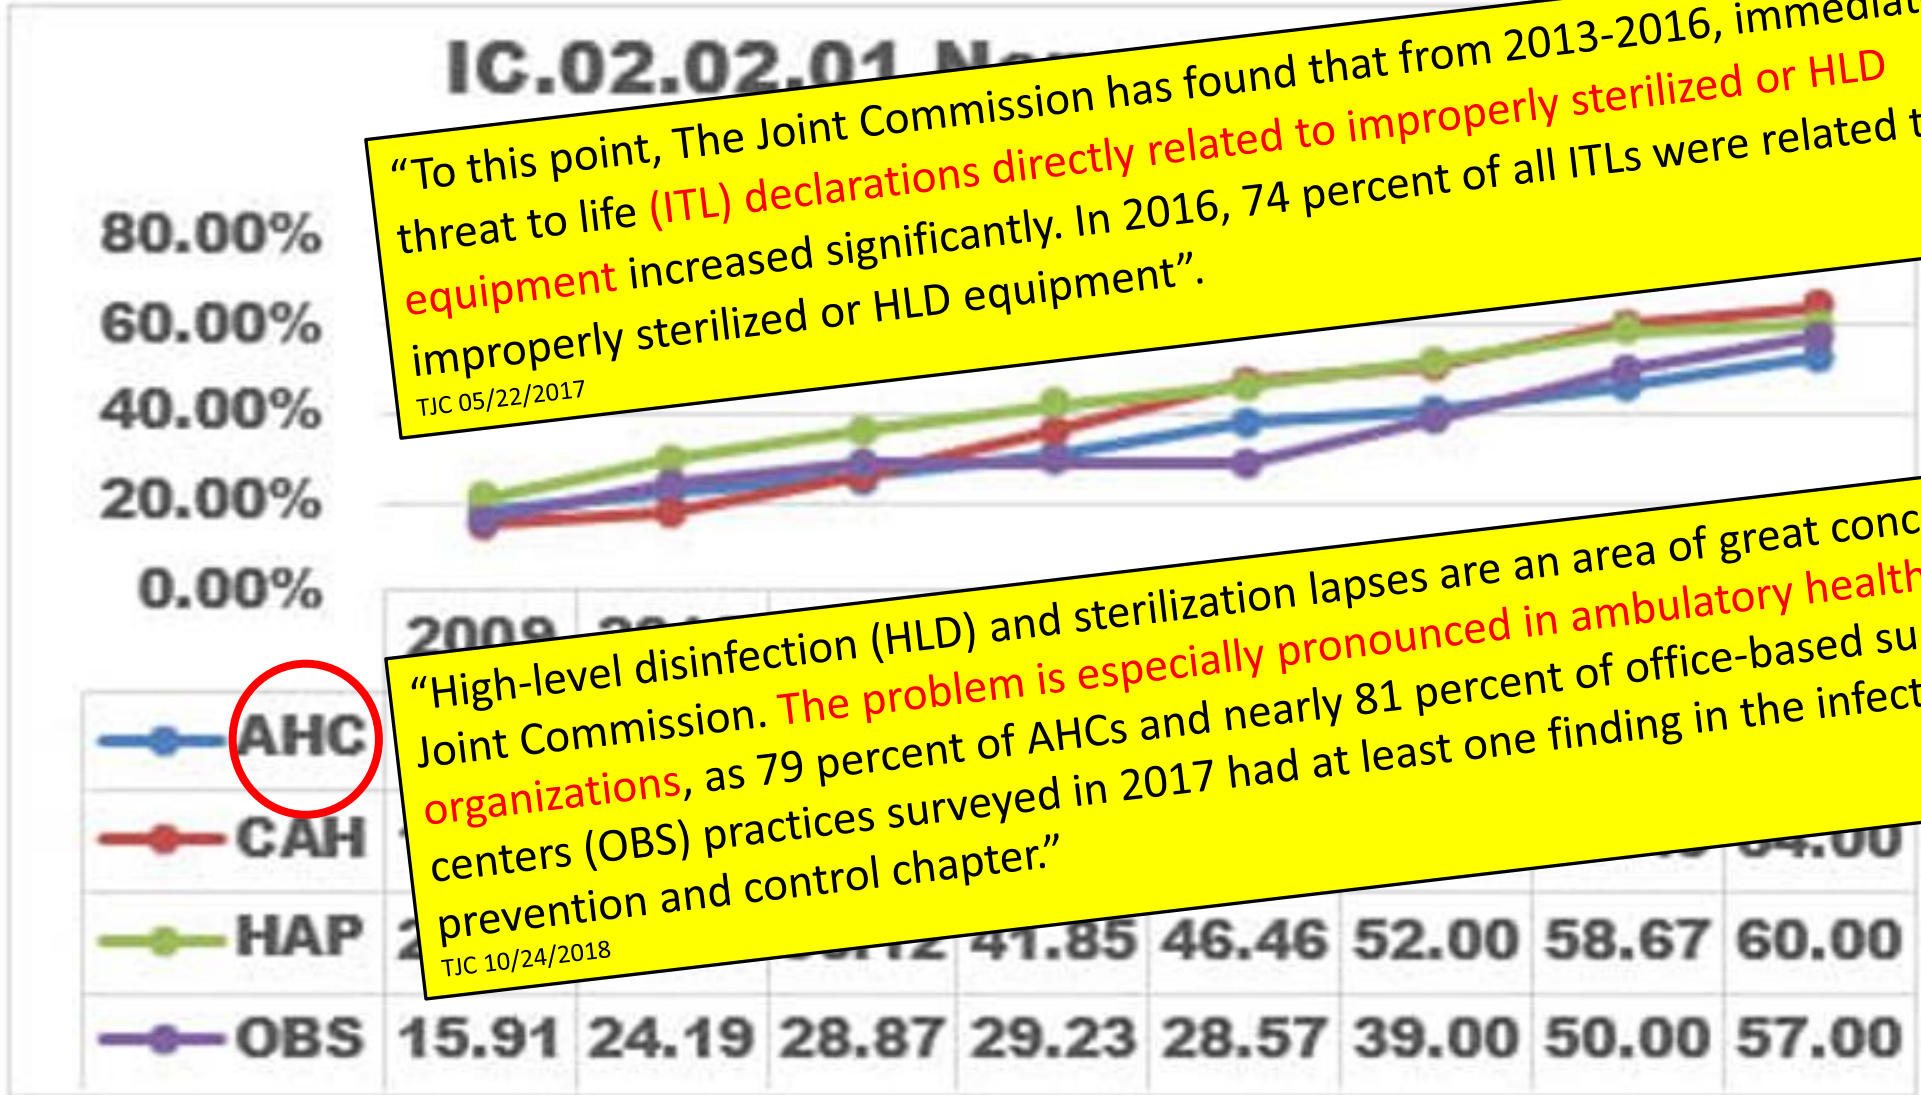 IC.02.02.01
“To this point, The Joint Commission has found that from 2013-2016,
threat to life (ITL) declarations directly related to improperly sterilized or HLD
equipment increased significantly. In 2016, 74 percent of all ITLs were related
improperly sterilized or HLD equipment”.
TJC 05/22/2017
80.00%
60.00%
40.00%
20.00%
0.00%
2009
“High-level disinfection (HLD) and sterilization lapses are an area of great
Joint Commission. The problem is especially pronounced in ambulatory health
organizations, as 79 percent of AHCs and nearly 81 percent of office-based
centers (OBS) practices surveyed in 2017 had at least one finding in the
prevention and control chapter.”
TJC 10/24/2018
AHC
CAH 64.00
HAP 41.85 46.46 52.00 58.67 60.00
OBS 15.91 24.19 28.87 29.23 28.57 39.00 50.00 57.00